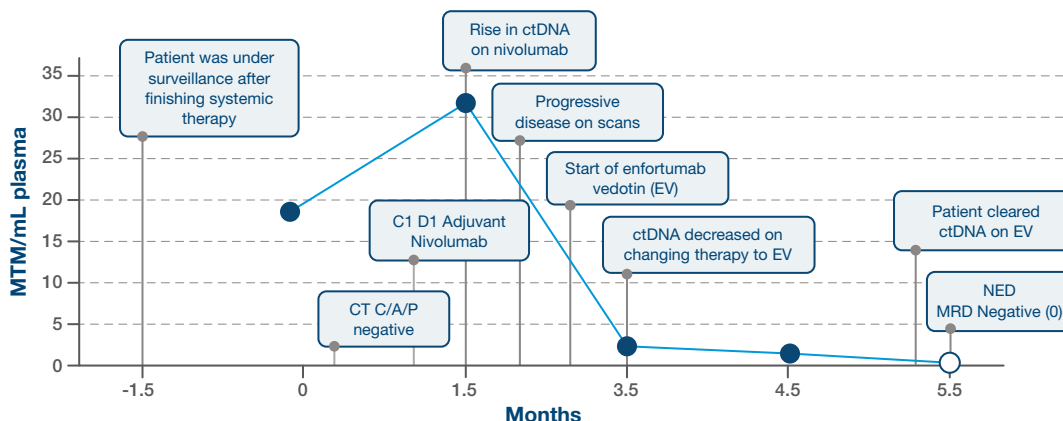 Rise in ctDNA
on nivolumab
Patient was under
surveillance after
finishing systemic
therapy
Progressive
disease on scans
Start of enfortumab
vedotin (EV)
C1 D1 Adjuvant
Nivolumab
ctDNA decreased on
changing therapy to EV
Patient cleared
ctDNA on EV
CT C/A/P
negative
NED
MRD Negative (0)
MTM/mL plasma
35
30
25
20
15
10
5
0
-1.5
0
1.5
3.5
4.5
5.5
Months